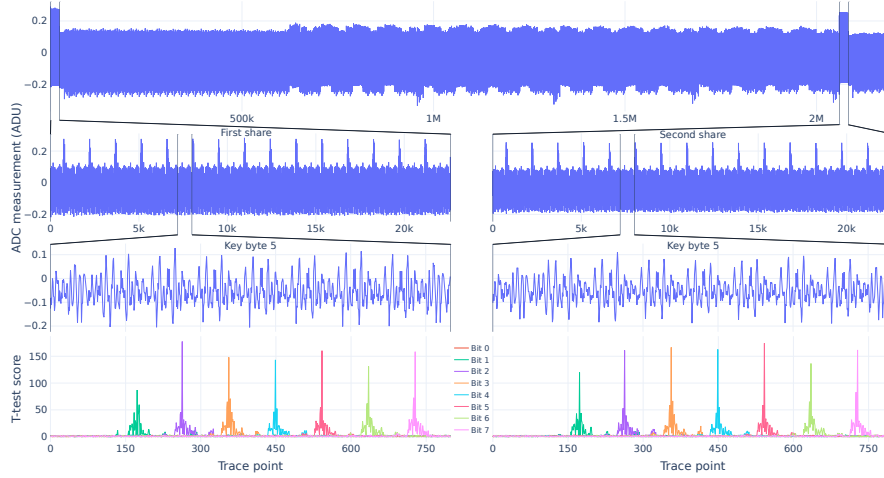 0.2
0
−0.2
500k
1M
1.5M
2M
ADC measurement (ADU)
First share
Second share
0.2
0
−0.2
0
5k
10k
15k
20k
0
5k
10k
15k
20k
Key byte 5
Key byte 5
0.1
0
−0.1
−0.2
T-test score
150
100
50
0
Bit 0
Bit 1
Bit 2
Bit 3
Bit 4
Bit 5
Bit 6
Bit 7
0
150
300
450
600
750
0
150
300
450
600
750
Trace point
Trace point